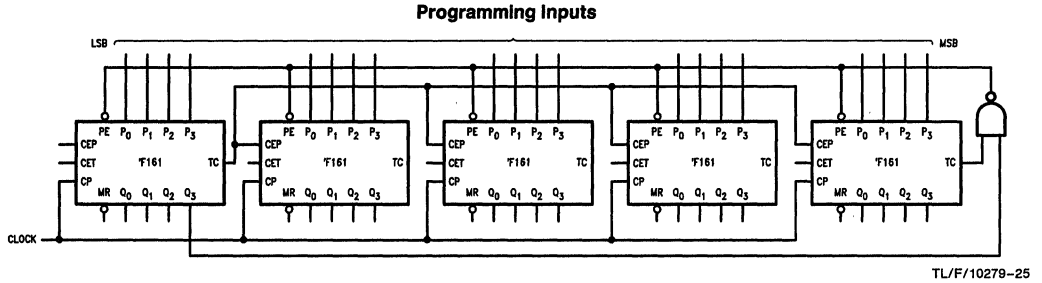 Programming Inputs
LSB MSB
PE P0 P1 P2 P3 PE P0 P1 P2 P3 PE P0 P1 P2 P3 PE P0 P1 P2 P3 PE P0 P1 P2 P3
CEP CEP CEP CEP CEP
CET 'F161 TC CET 'F161 TC CET 'F161 TC CET 'F161 TC CET 'F161 TC
CP CP CP CP CP
MR Q0 Q1 Q2 Q3 MR Q0 Q1 Q2 Q3 MR Q0 Q1 Q2 Q3 MR Q0 Q1 Q2 Q3 MR Q0 Q1 Q2 Q3
CLOCK
TL/F/10279-25